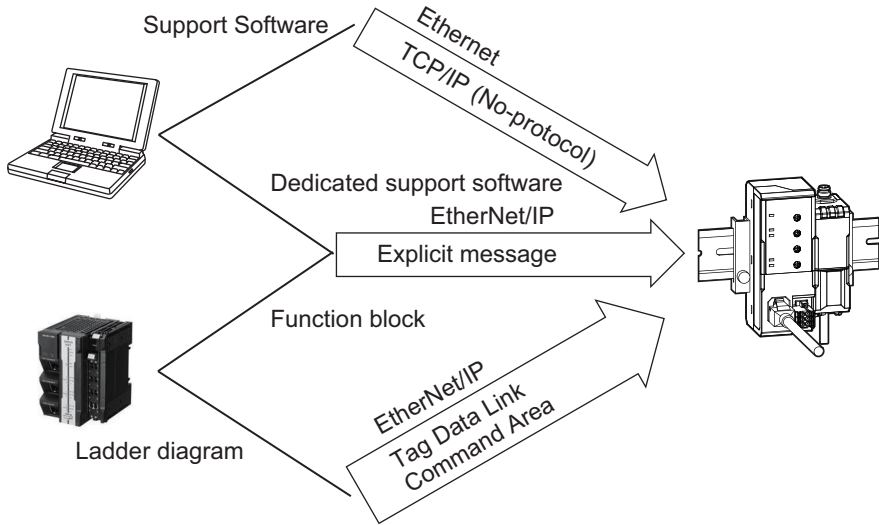 Support Software
Ethernet
TCP/IP (No-protocol)
Dedicated support software
EtherNet/IP
Explicit message
Function block
EtherNet/IP
Tag Data Link
Command Area
Ladder diagram